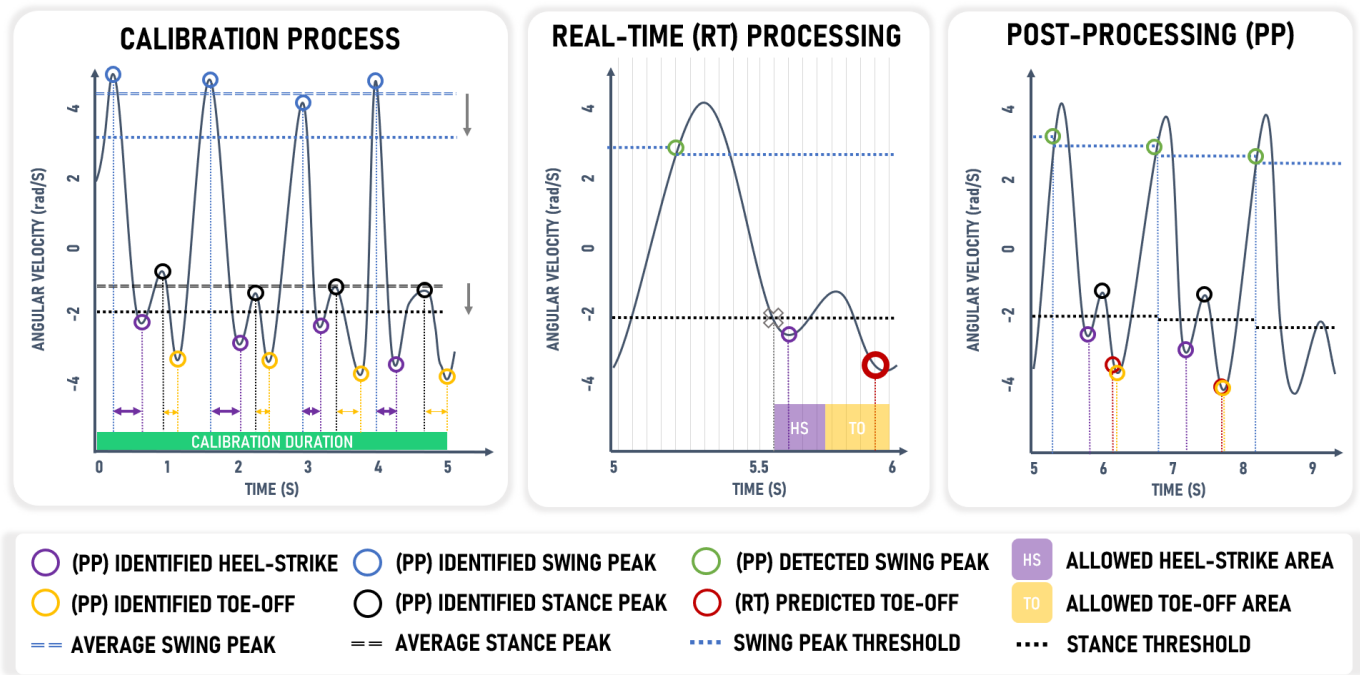 CALIBRATION PROCESS
ANGULAR VELOCITY (rad/S)
4
2
0
-2
-4
CALIBRATION DURATION
0 1 2 3 4 5
TIME (S)
REAL-TIME (RT) PROCESSING
ANGULAR VELOCITY (rad/S)
4
2
0
-2
-4
HS TO
5 5.5 6
TIME (S)
POST-PROCESSING (PP)
ANGULAR VELOCITY (rad/S)
4
2
0
-2
-4
5 6 7 8 9
TIME (S)
(PP) IDENTIFIED HEEL-STRIKE (PP) IDENTIFIED SWING PEAK (PP) DETECTED SWING PEAK HS ALLOWED HEEL-STRIKE AREA
(PP) IDENTIFIED TOE-OFF (PP) IDENTIFIED STANCE PEAK (RT) PREDICTED TOE-OFF TO ALLOWED TOE-OFF AREA
AVERAGE SWING PEAK AVERAGE STANCE PEAK SWING PEAK THRESHOLD STANCE THRESHOLD